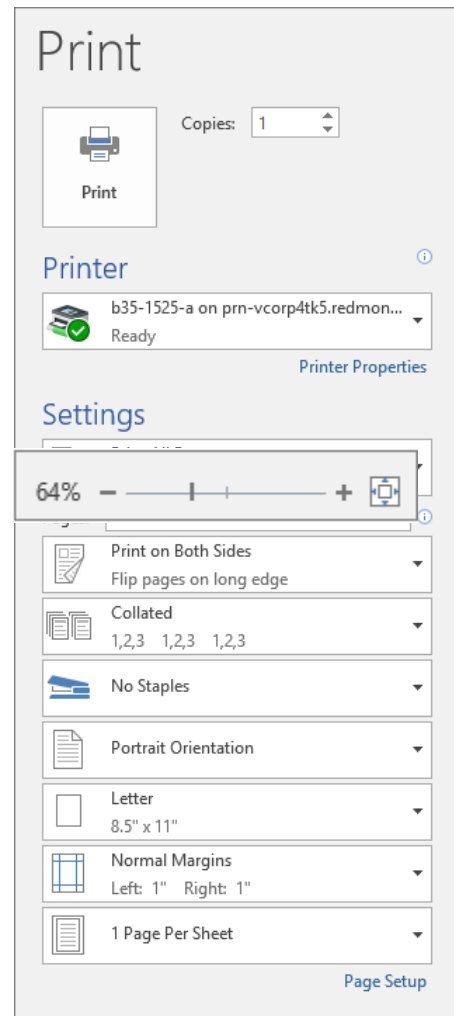 Print
Copies: 1
Print
Printer
b35-1525-a on prn-vcorp4tk5.redmon...
Ready
Printer Properties
Settings
64%
Print on Both Sides
Flip pages on long edge
Collated
1,2,3 1,2,3 1,2,3
No Staples
Portrait Orientation
Letter
8.5" x 11"
Normal Margins
Left: 1" Right: 1"
1 Page Per Sheet
Page Setup